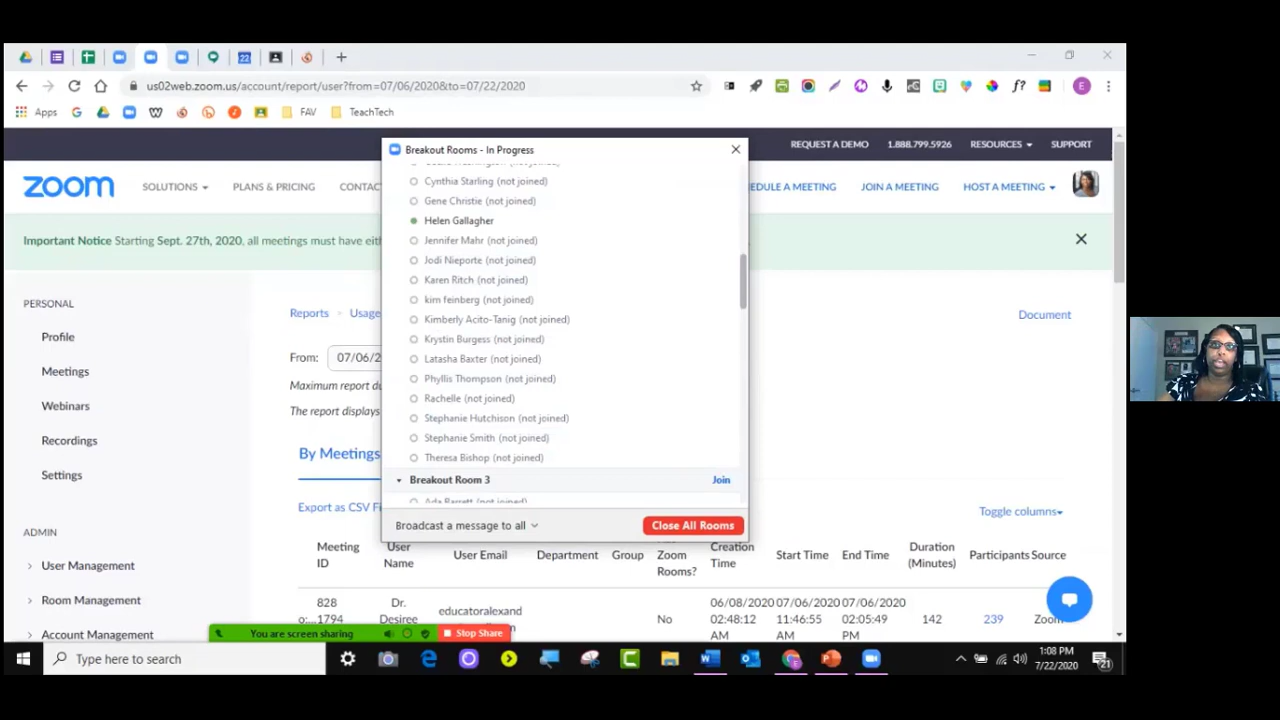 us02web.zoom.us/account/report/user?from=07/06/2020&to=07/22/2020
Apps
FAV
TeachTech
REQUEST A DEMO 1.888.799.5926 RESOURCES SUPPORT
zoom SOLUTIONS PLANS & PRICING CONTAC
JOIN A MEETING HOST A MEETING
Important Notice Starting Sept. 27th, 2020, all meetings must have eit
PERSONAL
Profile
Meetings
Webinars
Recordings
Settings
ADMIN
User Management
Room Management
Account Management
Reports
Document
From: 07/06/2
Maximum report du
The report displays
By Meetings
Export as CSV Fi
Toggle columns
Breakout Rooms - In Progress
Cynthia Starling (not joined)
Gene Christie (not joined)
Helen Gallagher
Jennifer Mahr (not joined)
Jodi Nieporte (not joined)
Karen Ritch (not joined)
kim feinberg (not joined)
Kimberly Acito-Tanig (not joined)
Krystin Burgess (not joined)
Latasha Baxter (not joined)
Phyllis Thompson (not joined)
Rachelle (not joined)
Stephanie Hutchison (not joined)
Stephanie Smith (not joined)
Theresa Bishop (not joined)
Breakout Room 3 Join
Broadcast a message to all
Close All Rooms
Meeting ID
User Name
User Email
Department
Group
Zoom Rooms?
Creation Time
Start Time
End Time
Duration (Minutes)
Participants
Source
828
1794
Dr. Desiree
educatoralexand
No
06/08/2020 02:48:12 AM
07/06/2020 11:46:55 AM
07/06/2020 02:05:49 PM
142
239
Zoom
You are screen sharing
Stop Share
Type here to search
1:08 PM
7/22/2020
21